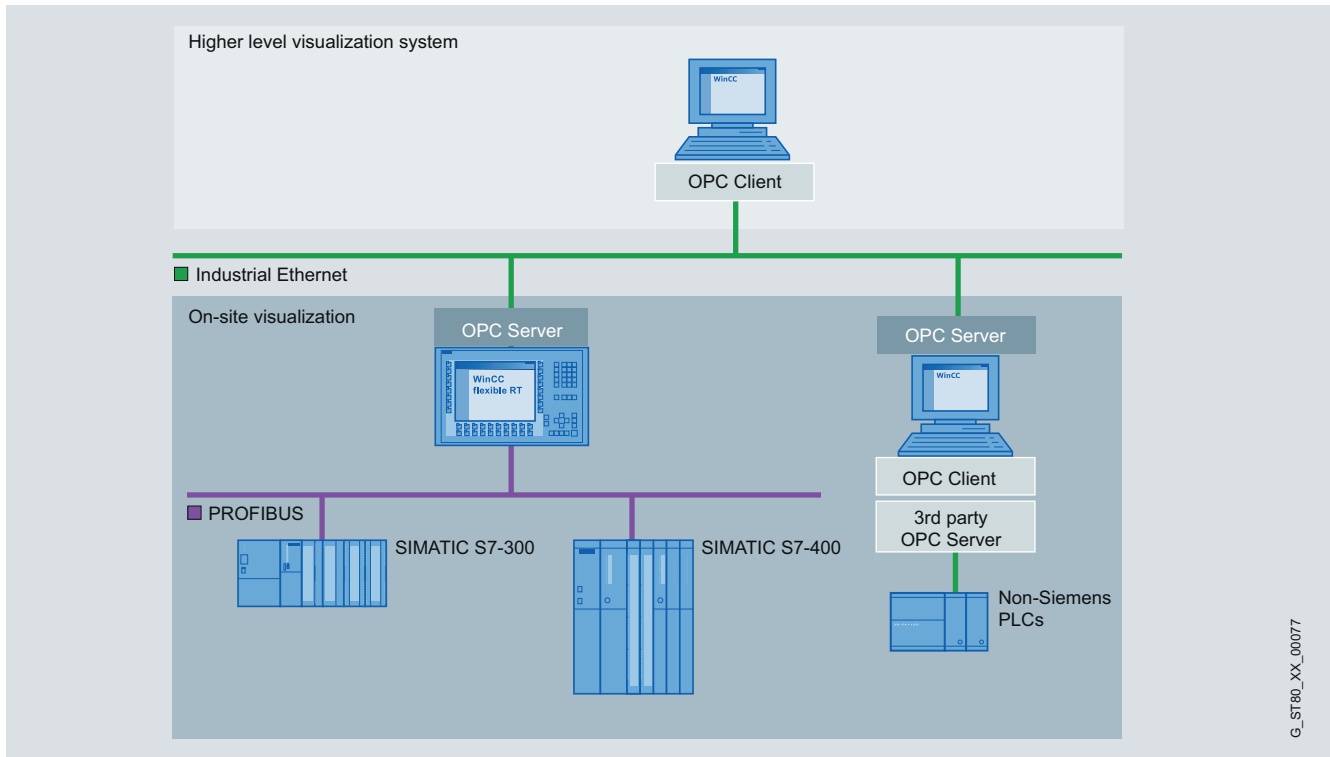 Higher level visualization system
WinCC
OPC Client
Industrial Ethernet
On-site visualization
OPC Server
WinCC
flexible RT
OPC Server
WinCC
OPC Client
3rd party
OPC Server
PROFIBUS
SIMATIC S7-300
SIMATIC S7-400
Non-Siemens
PLCs
G_ST80_XX_00077